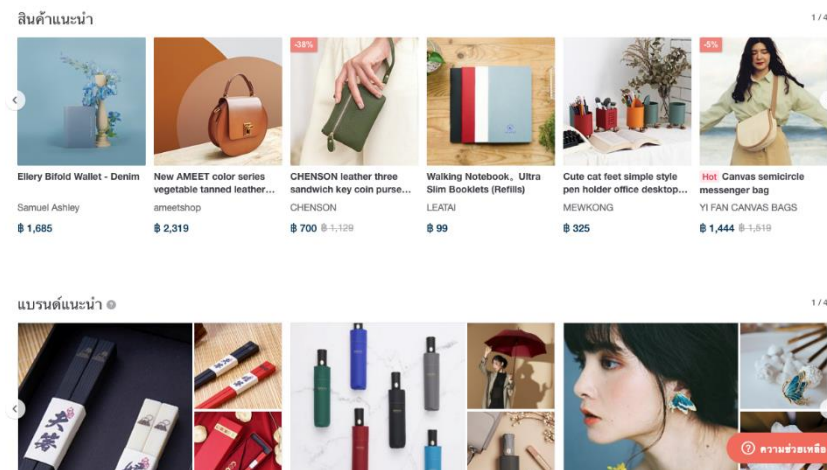 สินค้าแนะนำ
1 / 4
-38%
-5%
Ellery Bifold Wallet - Denim
Samuel Ashley
฿ 1,685
New AMEET color series
vegetable tanned leather...
ameetshop
฿ 2,319
CHENSON leather three
sandwich key coin purse...
CHENSON
฿ 700 ฿ 1,129
Walking Notebook。Ultra
Slim Booklets (Refills)
LEATAI
฿ 99
Cute cat feet simple style
pen holder office desktop...
MEWKONG
฿ 325
Hot Canvas semicircle
messenger bag
YI FAN CANVAS BAGS
฿ 1,444 ฿ 1,519
แบรนด์แนะนำ
1 / 4
ความช่วยเหลือ